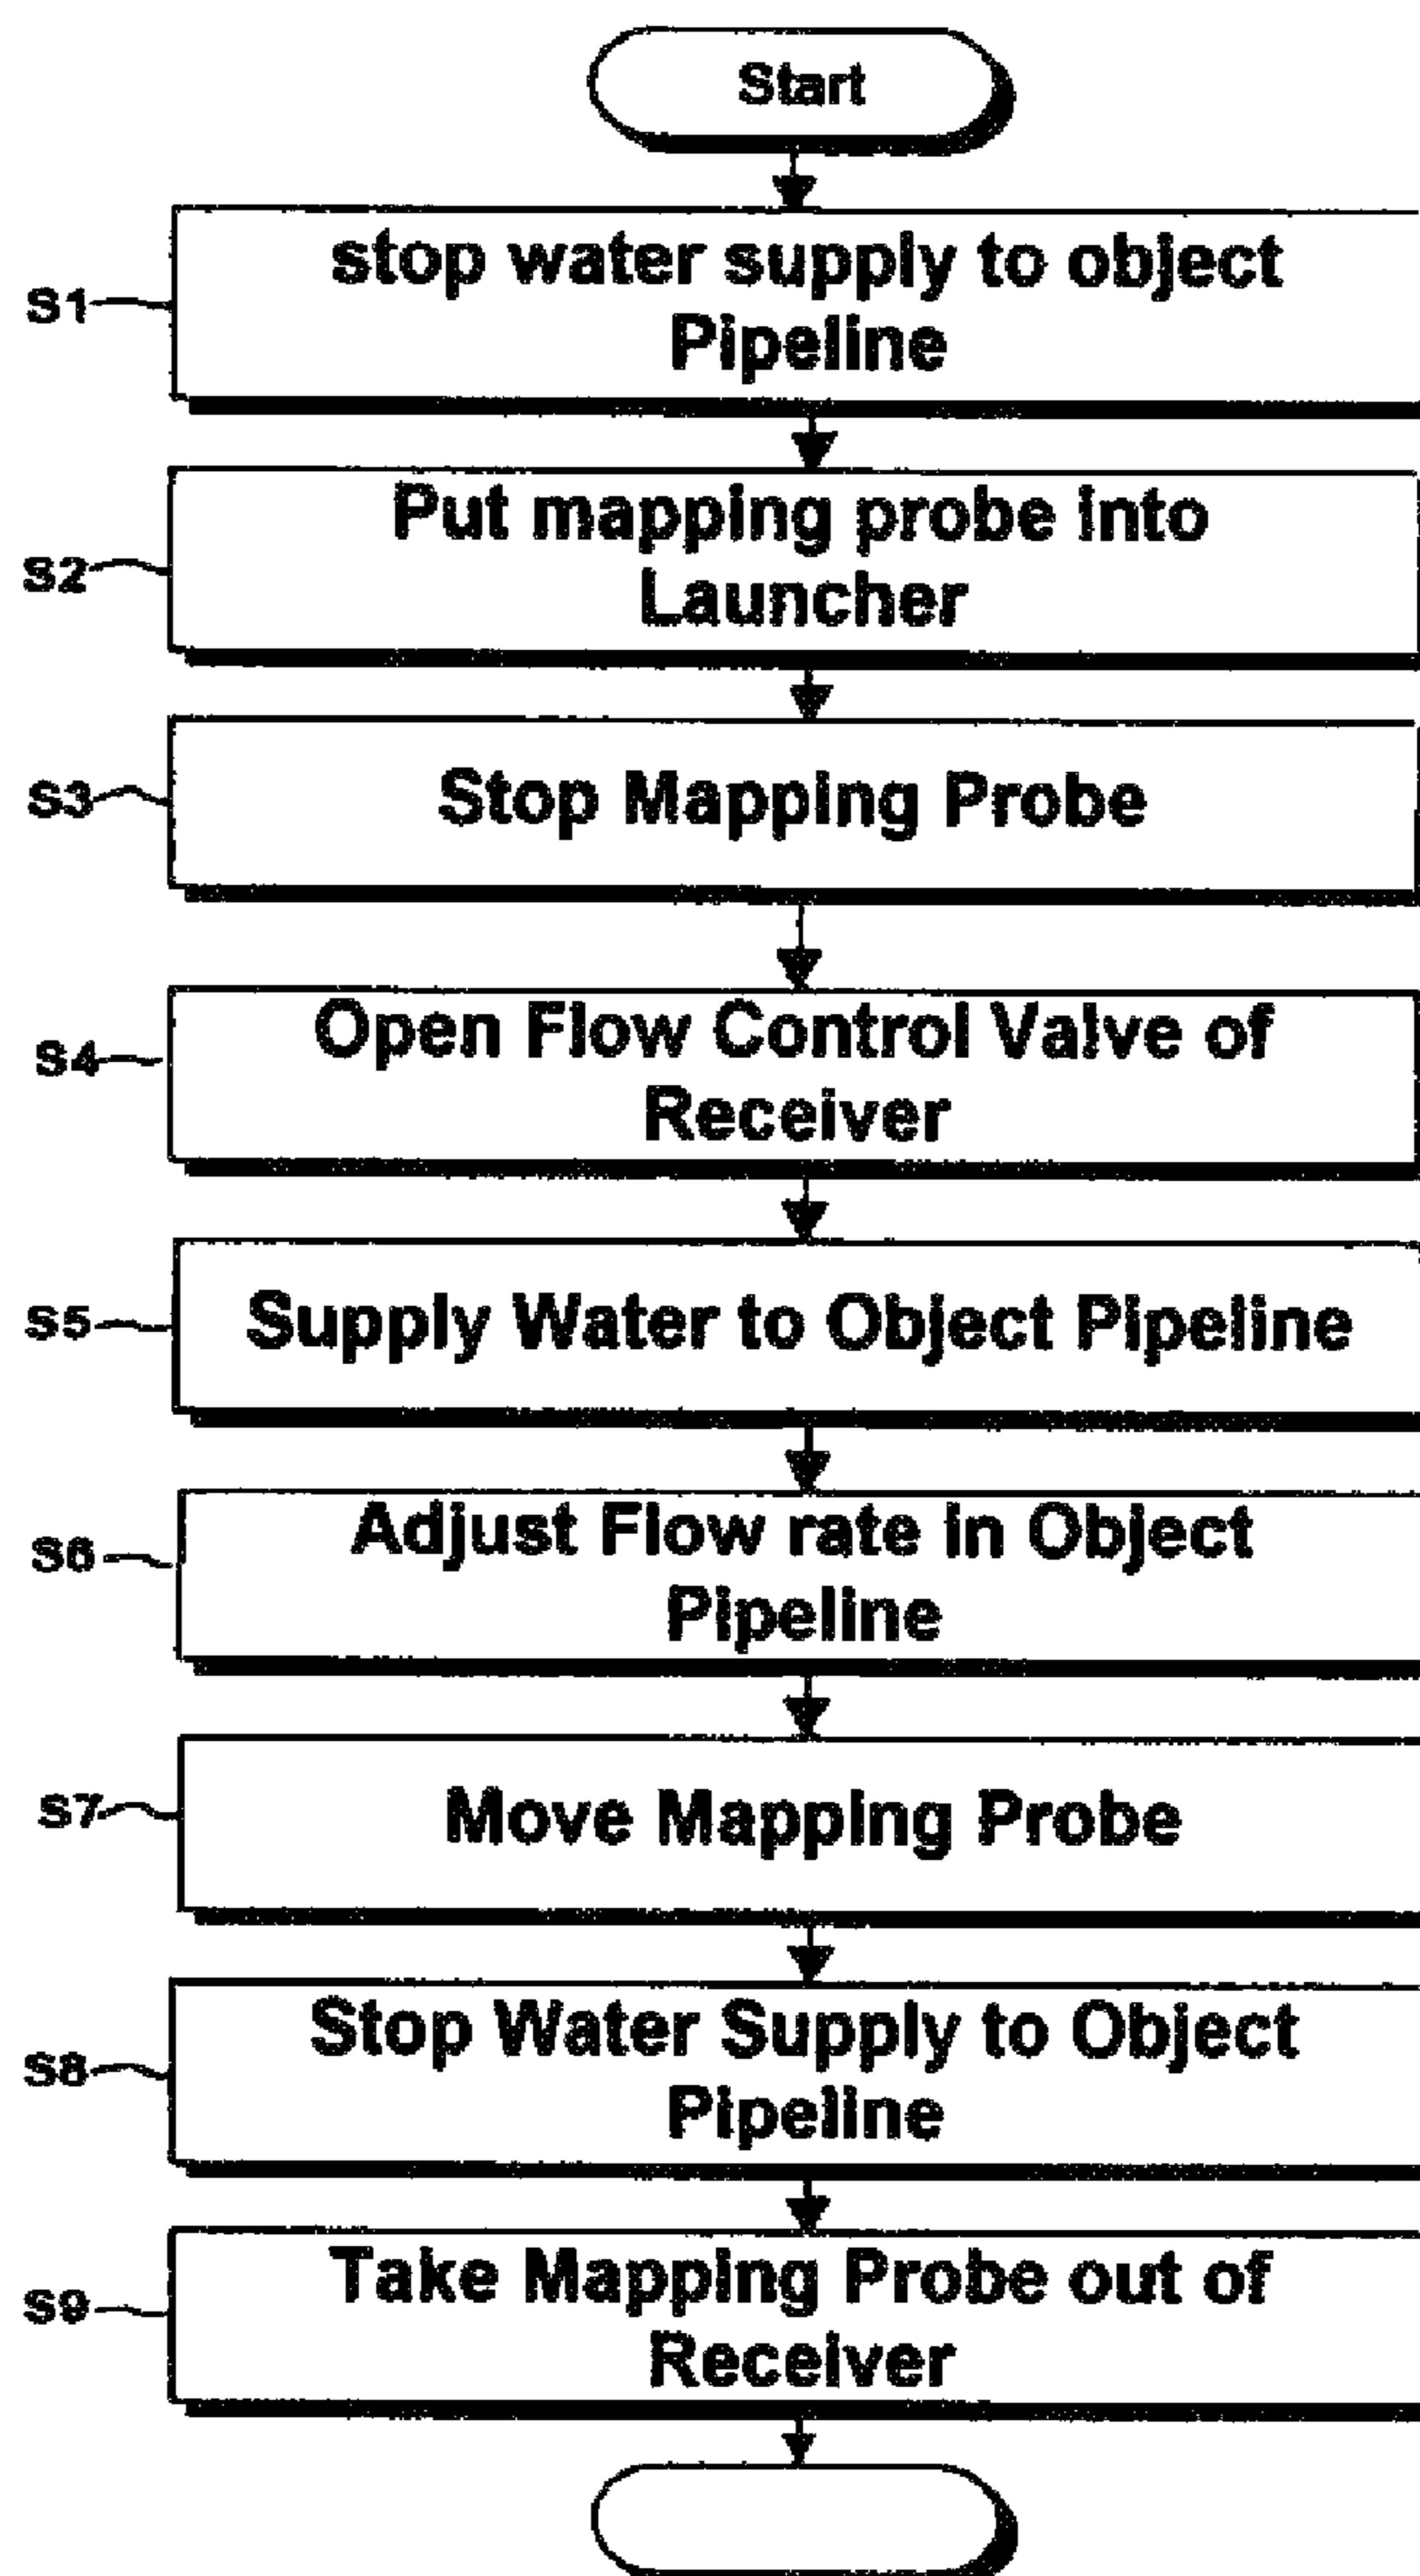 Start
S1
stop water supply to object
Pipeline
S2
Put mapping probe into
Launcher
S3
Stop Mapping Probe
S4
Open Flow Control Valve of
Receiver
S5
Supply Water to Object Pipeline
S6
Adjust Flow rate in Object
Pipeline
S7
Move Mapping Probe
S8
Stop Water Supply to Object
Pipeline
S9
Take Mapping Probe out of
Receiver